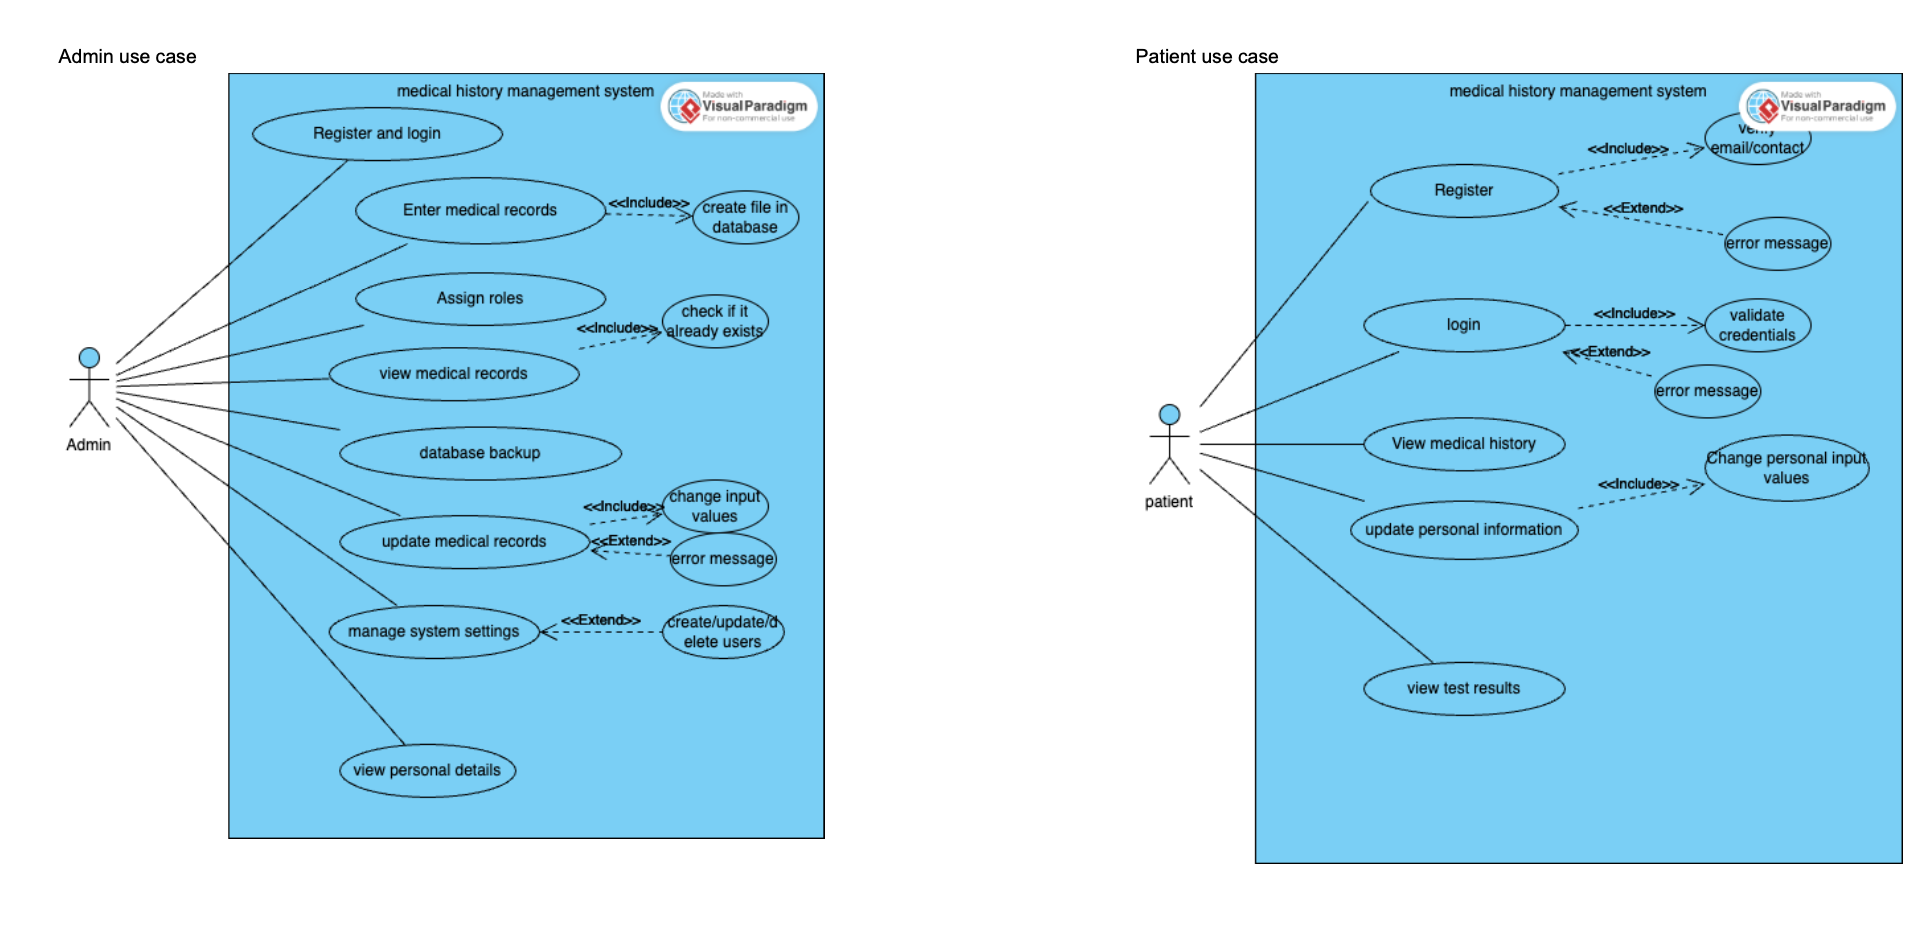 Admin use case
medical history management system
Made with
Visual Paradigm
For non-commercial use
Register and login
Enter medical records
<<Include>>
create file in
database
Assign roles
<<Include>>
check if it
already exists
view medical records
Admin
database backup
<<Include>>
change input
values
update medical records
<<Extend>>
error message
manage system settings
<<Extend>>
create/update/d
elete users
view personal details
Patient use case
medical history management system
Made with
Visual Paradigm
For non-commercial use
email/contact
<<Include>>
Register
<<Extend>>
error message
login
<<Include>>
validate
credentials
<<Extend>>
error message
View medical history
patient
Change personal input
values
<<Include>>
update personal information
view test results